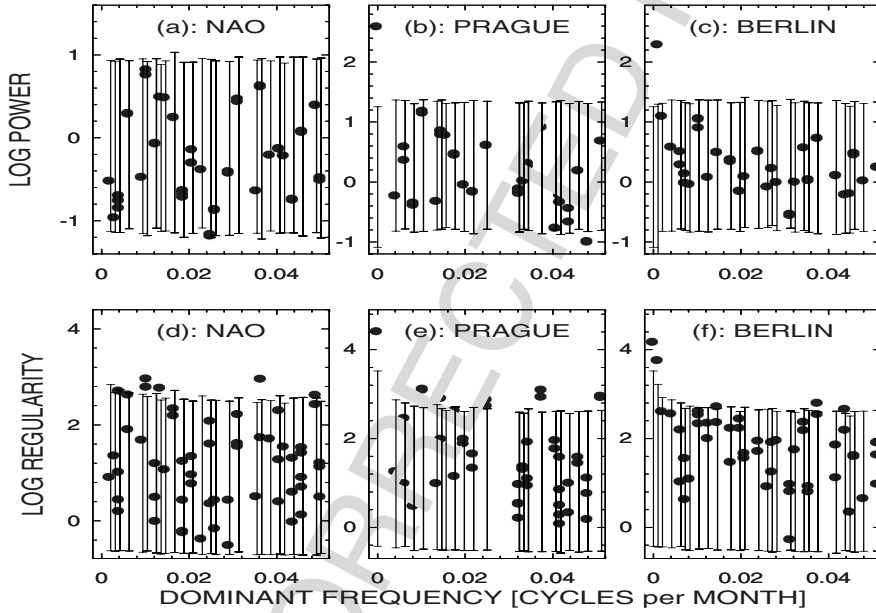 (a): NAO (b): PRAGUE (c): BERLIN
LOG POWER
1
0
-1
2
1
0
-1
2
1
0
-1
0 0.02 0.04 0 0.02 0.04 0 0.02 0.04
(d): NAO (e): PRAGUE (f): BERLIN
LOG REGULARITY
4
2
0
4
2
0
4
2
0
0 0.02 0.04 0 0.02 0.04 0 0.02 0.04
DOMINANT FREQUENCY [CYCLES per MONTH]